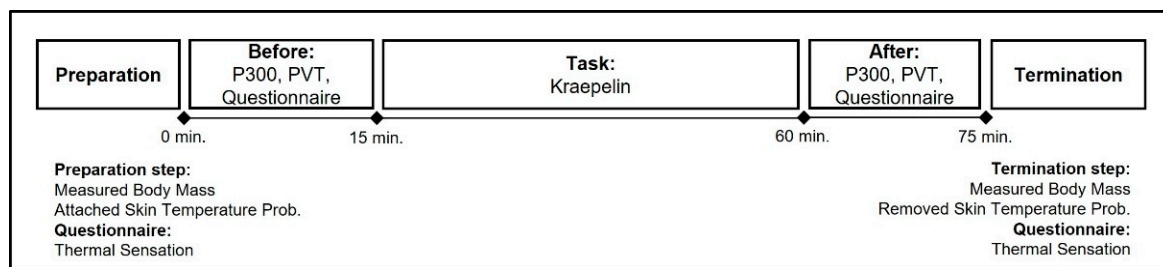 Preparation
Before:
P300, PVT,
Questionnaire
Task:
Kraepelin
After:
P300, PVT,
Questionnaire
Termination
0 min.
15 min.
60 min.
75 min.
Preparation step:
Measured Body Mass
Attached Skin Temperature Prob.
Questionnaire:
Thermal Sensation
Termination step:
Measured Body Mass
Removed Skin Temperature Prob.
Questionnaire:
Thermal Sensation